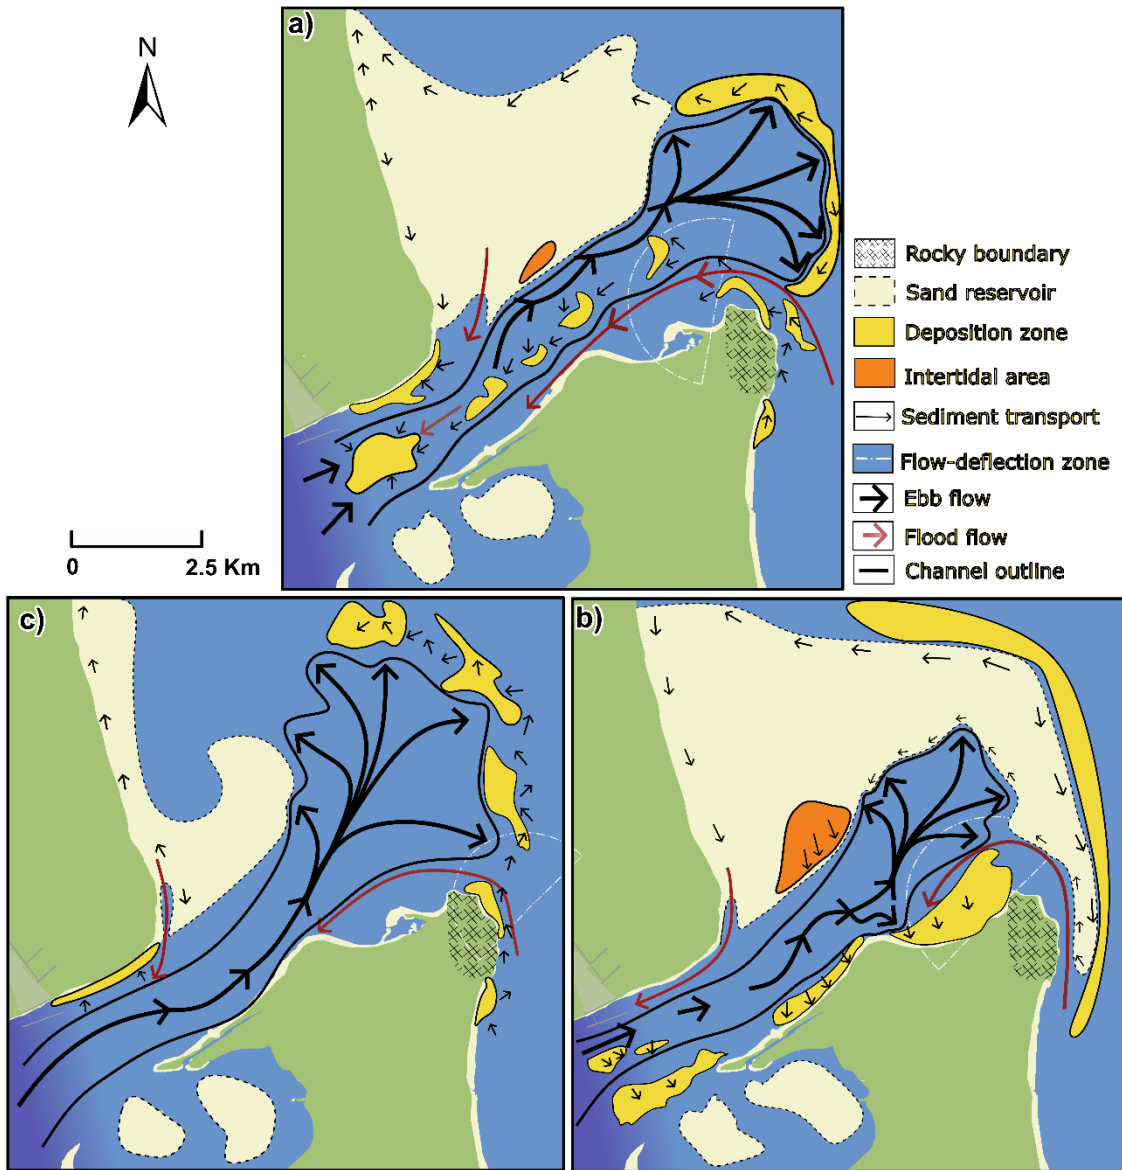 a)
N
Rocky boundary
Sand reservoir
Deposition zone
Intertidal area
Sediment transport
Flow-deflection zone
Ebb flow
Flood flow
Channel outline
0 2.5 Km
c)
b)